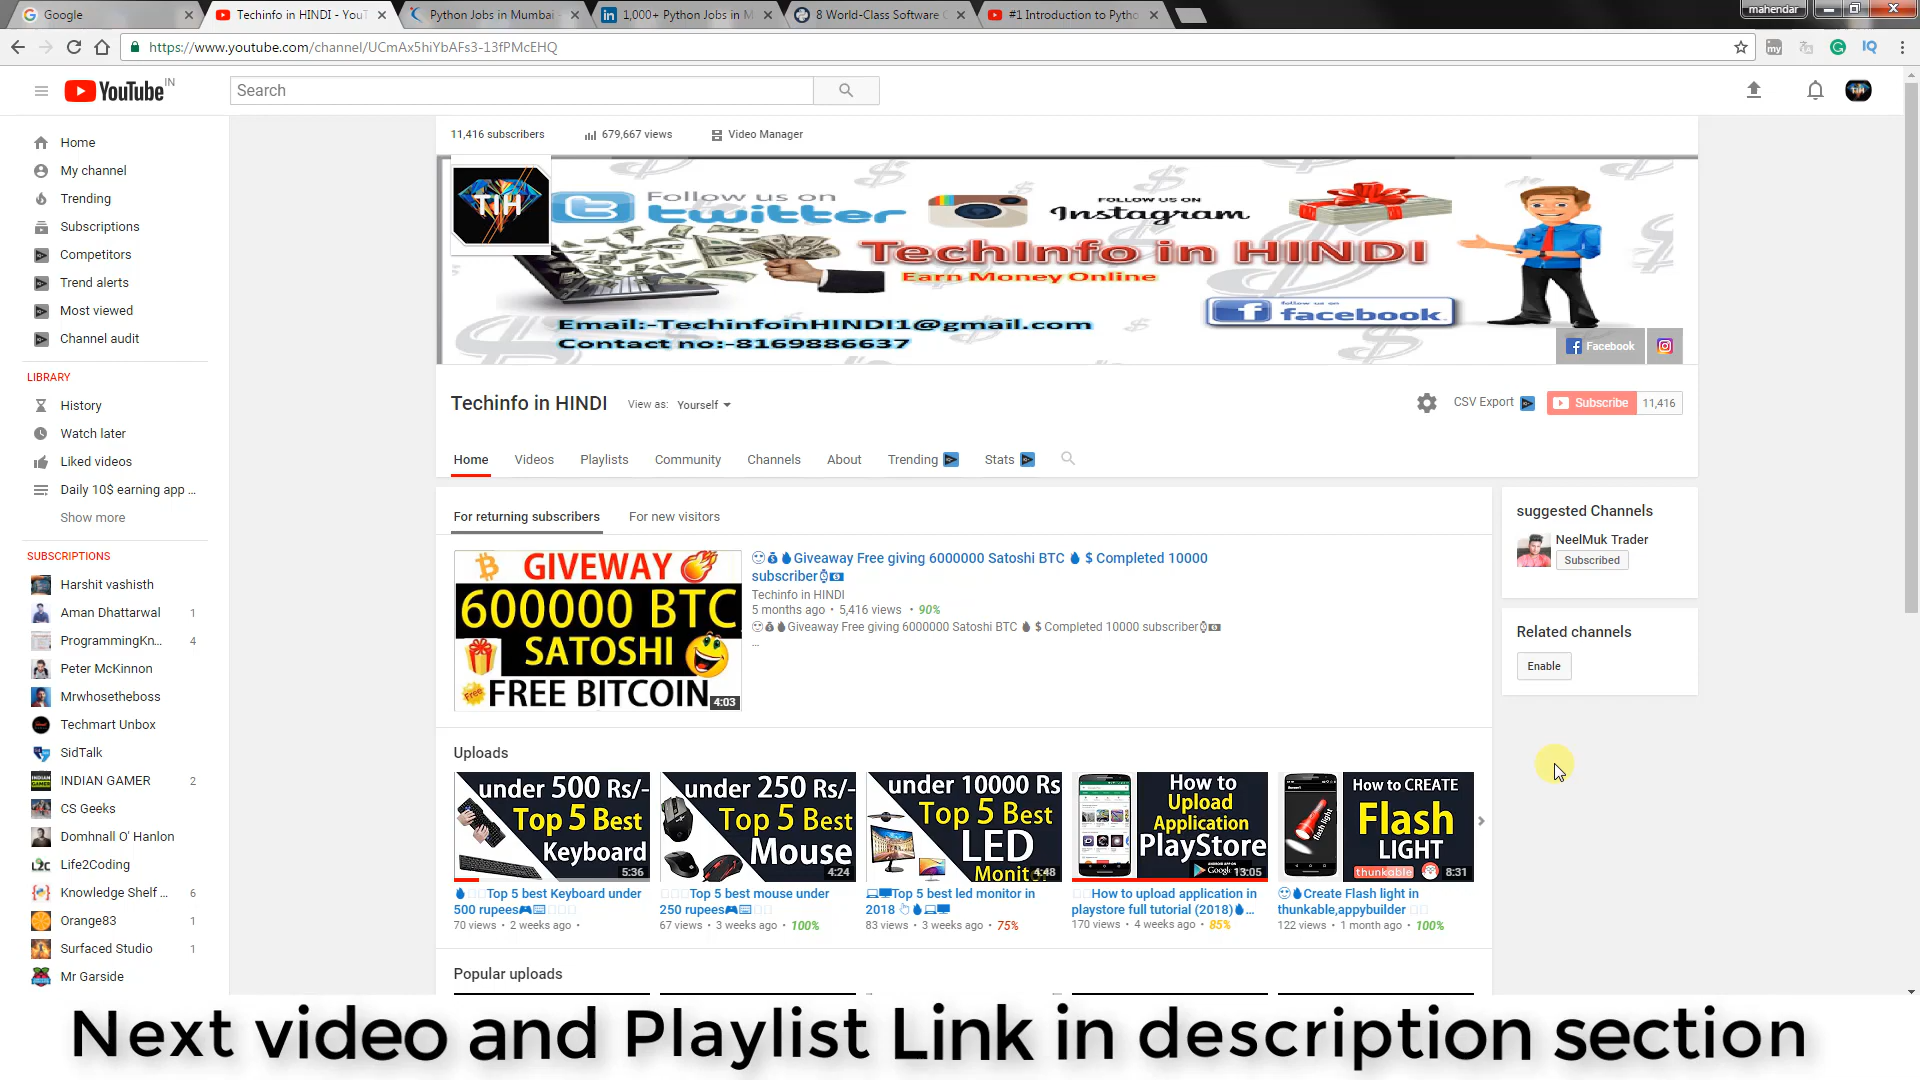 Google
Techinfo in HINDI - YouT
Python Jobs in Mumbai -
1,000+ Python Jobs in M
8 World-Class Software C
#1 Introduction to Pytho
mahendar
https://www.youtube.com/channel/UCmAx5hiYbAFs3-13fPMcEHQ
YouTube IN
Search
11,416 subscribers
679,667 views
Video Manager
Home
My channel
Trending
Subscriptions
Competitors
Trend alerts
Most viewed
Channel audit
LIBRARY
History
Watch later
Liked videos
Daily 10$ earning app ...
Show more
SUBSCRIPTIONS
Harshit vashisth
Aman Dhattarwal 1
ProgrammingKn... 4
Peter McKinnon
Mrwhosetheboss
Techmart Unbox
SidTalk
INDIAN GAMER 2
CS Geeks
Domhnall O' Hanlon
Life2Coding
Knowledge Shelf ... 6
Orange83 1
Surfaced Studio 1
Mr Garside
TIH
Follow us on
twitter
FOLLOW US ON
Instagram
TechInfo in HINDI
Earn Money Online
follow us on
facebook
Email:-TechinfoinHINDI1@gmail.com
Contact no:-8169886637
Facebook
Techinfo in HINDI
View as: Yourself
CSV Export
Subscribe 11,416
Home
Videos
Playlists
Community
Channels
About
Trending
Stats
For returning subscribers
For new visitors
GIVEWAY
600000 BTC
SATOSHI
Free
FREE BITCOIN
4:03
Giveaway Free giving 6000000 Satoshi BTC $ Completed 10000
subscriber
Techinfo in HINDI
5 months ago • 5,416 views • 90%
Giveaway Free giving 6000000 Satoshi BTC $ Completed 10000 subscriber
...
suggested Channels
NeelMuk Trader
Subscribed
Related channels
Enable
Uploads
under 500 Rs/-
Top 5 Best
Keyboard
5:36
Top 5 best Keyboard under
500 rupees
70 views • 2 weeks ago •
under 250 Rs/-
Top 5 Best
Mouse
4:24
Top 5 best mouse under
250 rupees
67 views • 3 weeks ago • 100%
under 10000 Rs
Top 5 Best
LED
Monitor
4:48
Top 5 best led monitor in
2018
83 views • 3 weeks ago • 75%
How to
Upload
Application
PlayStore
13:05
How to upload application in
playstore full tutorial (2018)...
170 views • 4 weeks ago • 85%
flash light
How to CREATE
Flash
LIGHT
thunkable
8:31
Create Flash light in
thunkable,appybuilder
122 views • 1 month ago • 100%
Popular uploads
Next video and Playlist Link in description section